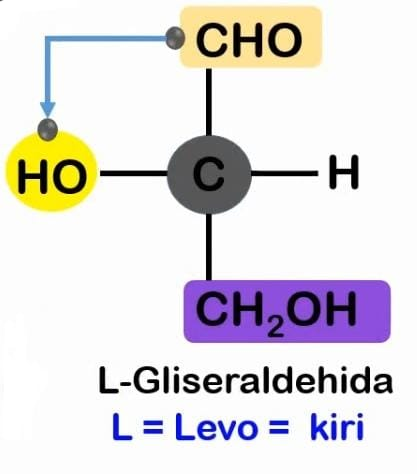 CHO
HO C H
CH₂OH
L-Gliseraldehida
L = Levo = kiri